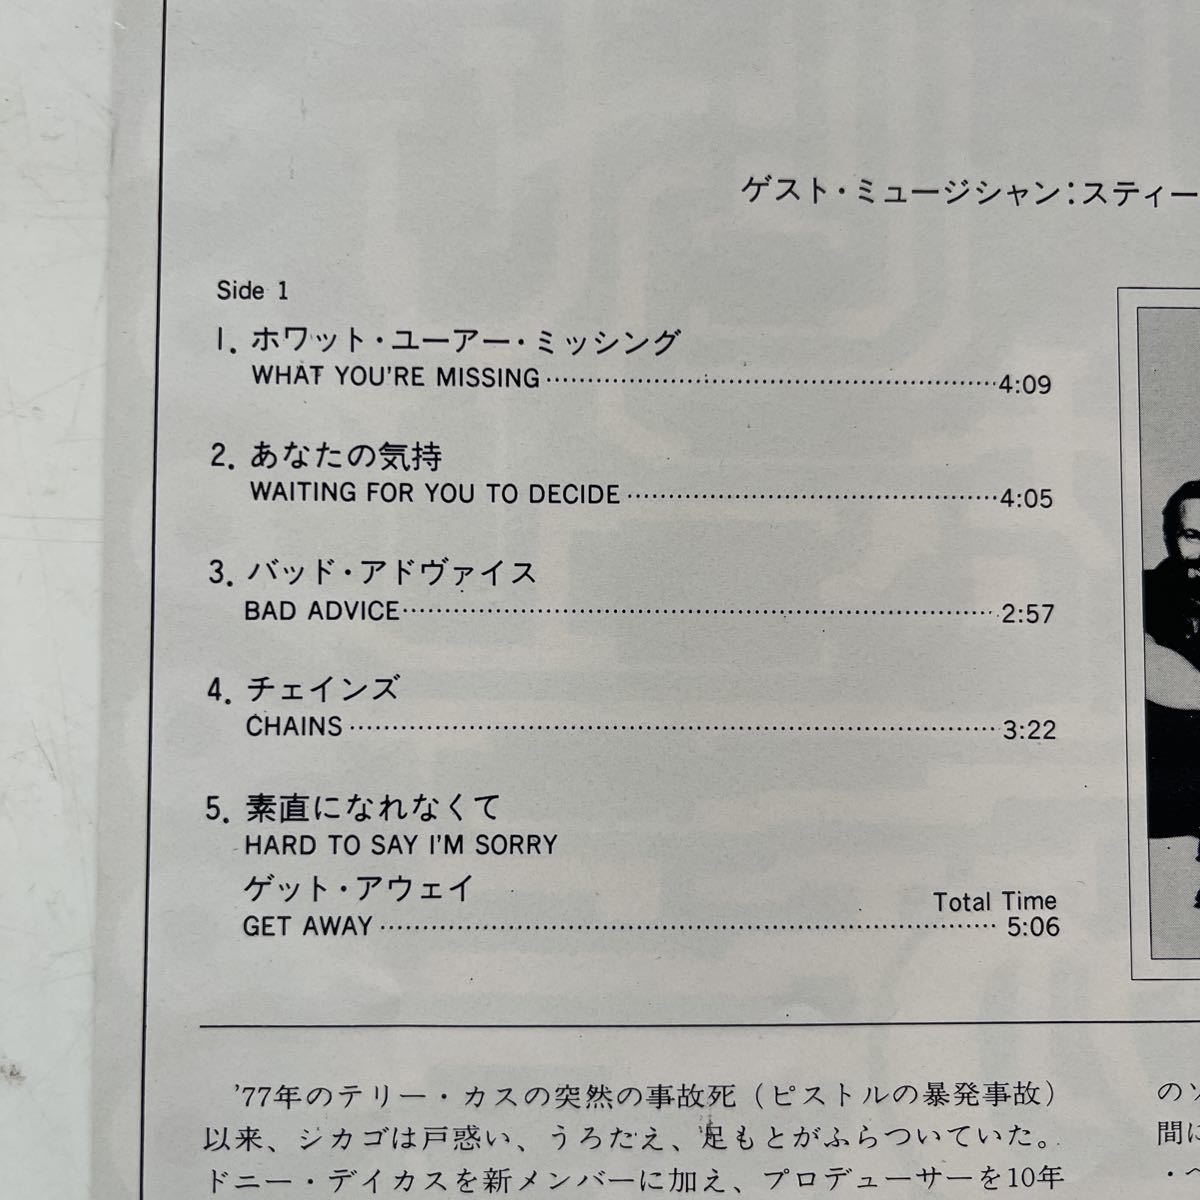 ゲスト・ミュージシャン：スティー
Side 1
1. ホワット・ユーアー・ミッシング
WHAT YOU'RE MISSING……4:09
2. あなたの気持
WAITING FOR YOU TO DECIDE……4:05
3. バッド・アドヴァイス
BAD ADVICE……2:57
4. チェインズ
CHAINS……3:22
5. 素直になれなくて
HARD TO SAY I'M SORRY
ゲット・アウェイ
Total Time
GET AWAY……5:06
'77年のテリー・カスの突然の事故死（ピストルの暴発事故）
以来、シカゴは戸惑い、うろたえ、足もとがふらついていた。
ドニー・デイカスを新メンバーに加え、プロデューサーを10年
の
間に